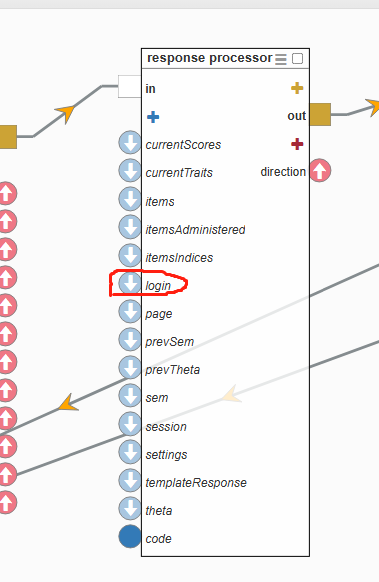 response processor
in
out
currentScores
currentTraits
direction
items
itemsAdministered
itemsIndices
login
page
prevSem
prevTheta
sem
session
settings
templateResponse
theta
code